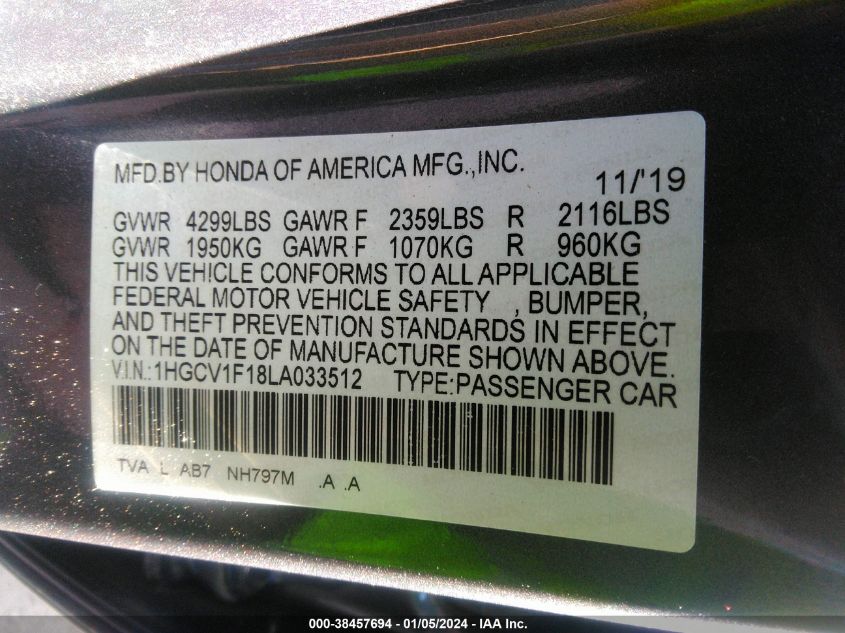 MFD.BY HONDA OF AMERICA MFG.,INC. 11/'19
GVWR 4299LBS GAWR F 2359LBS R 2116LBS
GVWR 1950KG GAWR F 1070KG R 960KG
THIS VEHICLE CONFORMS TO ALL APPLICABLE
FEDERAL MOTOR VEHICLE SAFETY , BUMPER,
AND THEFT PREVENTION STANDARDS IN EFFECT
ON THE DATE OF MANUFACTURE SHOWN ABOVE.
V.I.N.:1HGCV1F18LA033512 TYPE:PASSENGER CAR
TVA L AB7 NH797M .A .A
000-38457694 - 01/05/2024 - IAA Inc.